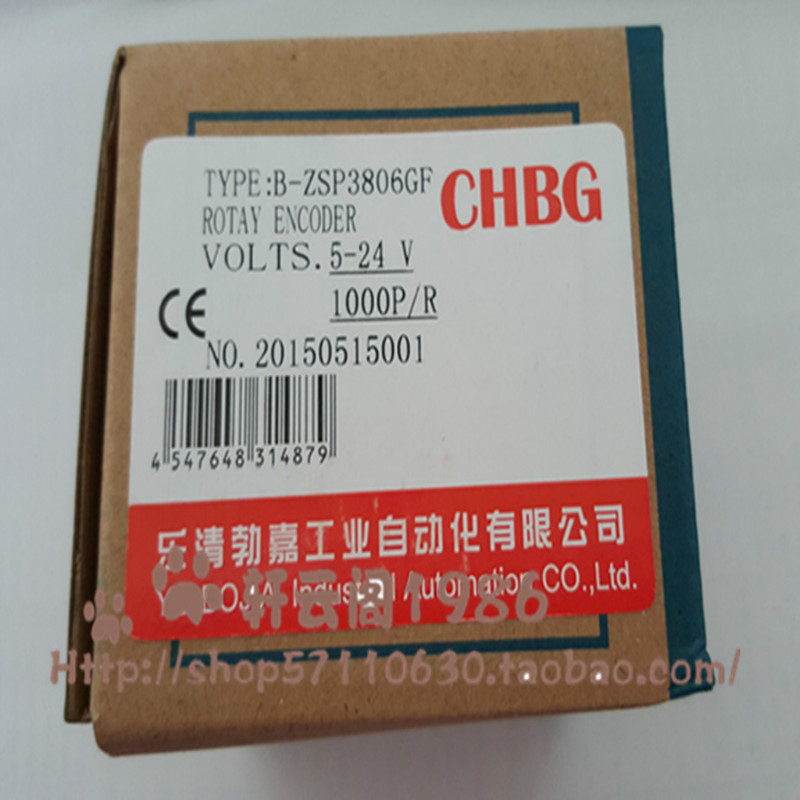 TYPE:B-ZSP3806GF
CHBG
ROTAY ENCODER
VOLTS. 5-24 V
1000P/R
CE
NO. 20150515001
4 547648 314879
乐清勃嘉工业自动化有限公司
Industrial Automation CO.,Ltd.
轩云阁1986
Http://shop57110630.taobao.com/